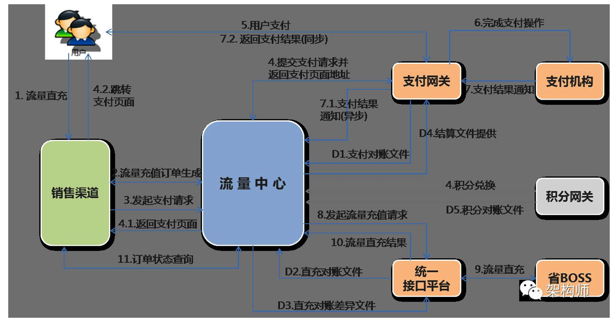 5.用户支付
7.2. 返回支付结果(同步)
6.完成支付操作
用户
4.提交支付请求并
返回支付页面地址
支付网关
支付机构
1. 流量直充
4.2.跳转
支付页面
7.支付结果通知
7.1.支付结果
通知(异步)
D4.结算文件提供
D1.支付对账文件
销售渠道
2.流量充值订单生成
流量中心
4.积分兑换
积分网关
3.发起支付请求
8.发起流量充值请求
D5.积分对账文件
4.1.返回支付页面
10.流量直充结果
11.订单状态查询
D2.直充对账文件
统一
接口平台
9.流量直充
省BOSS
D3.直充对账差异文件
架构师